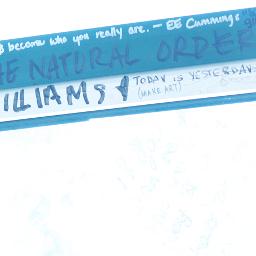 become who you really are. - EE Cummings
HE NATURAL ORDER
ILLIAMS
TODAY IS YESTERDAY
(MAKE ART)